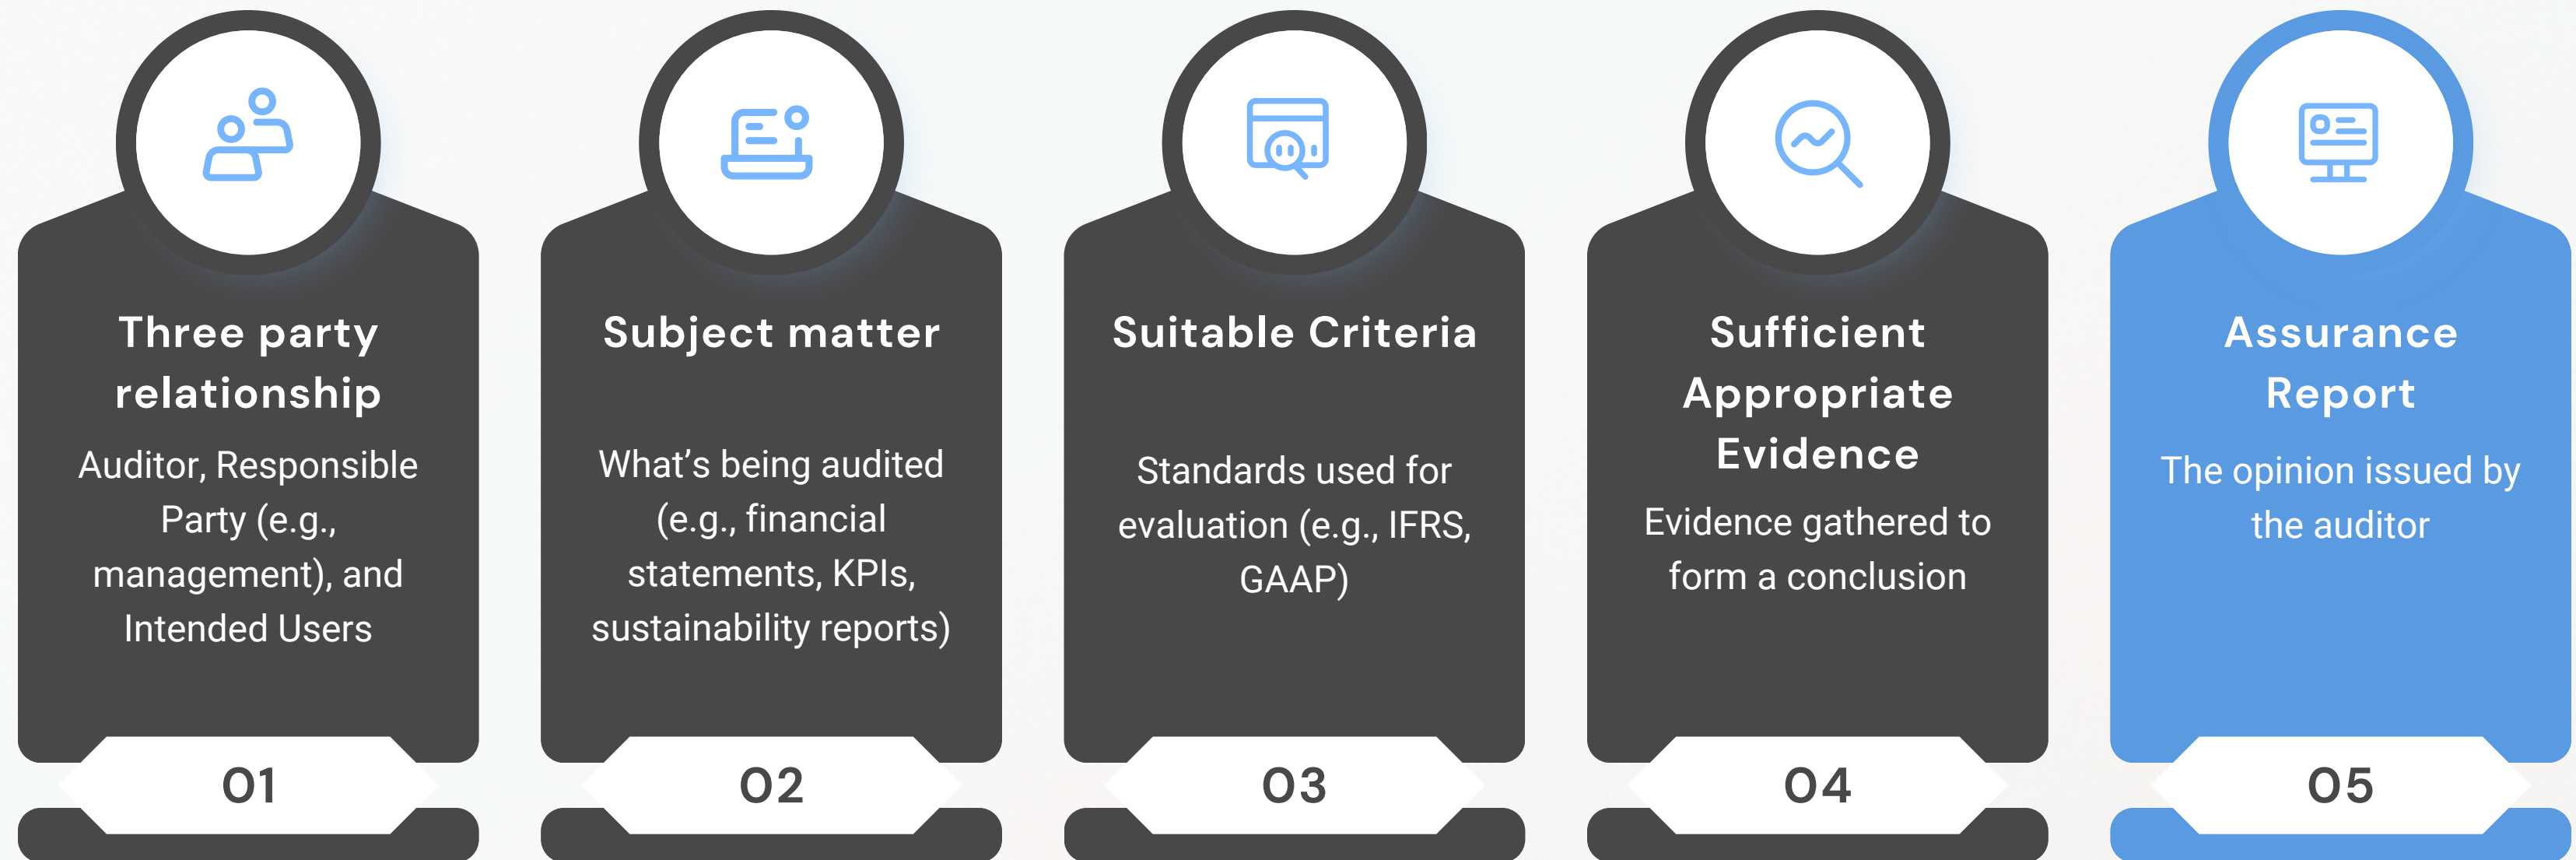 Three party
relationship
Auditor, Responsible
Party (e.g.,
management), and
Intended Users
01
Subject matter
What’s being audited
(e.g., financial
statements, KPIs,
sustainability reports)
02
Suitable Criteria
Standards used for
evaluation (e.g., IFRS,
GAAP)
03
Sufficient
Appropriate
Evidence
Evidence gathered to
form a conclusion
04
Assurance
Report
The opinion issued by
the auditor
05